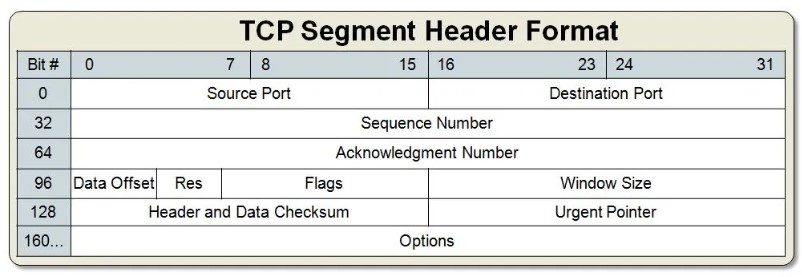 TCP Segment Header Format
Bit # 0 7 8 15 16 23 24 31
0 Source Port Destination Port
32 Sequence Number
64 Acknowledgment Number
96 Data Offset Res Flags Window Size
128 Header and Data Checksum Urgent Pointer
160... Options